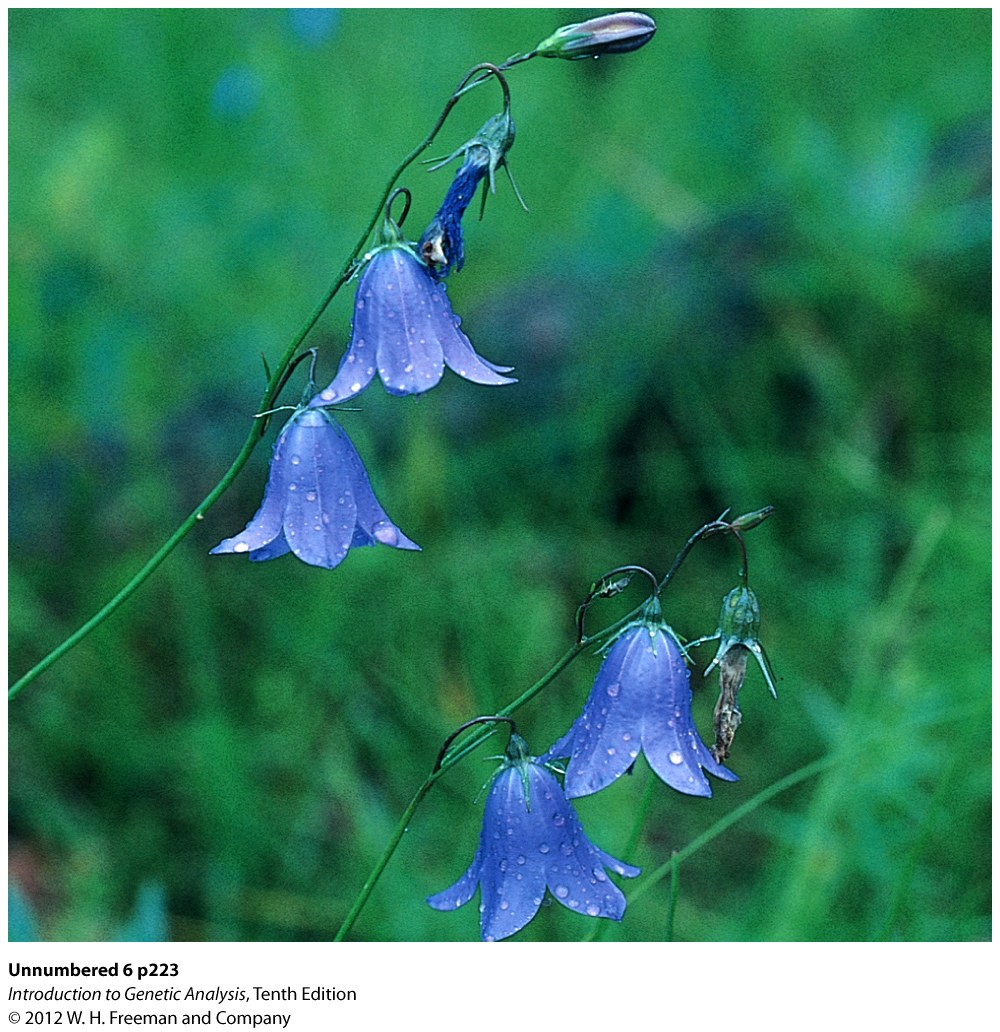 Unnumbered 6 p223
Introduction to Genetic Analysis, Tenth Edition
© 2012 W. H. Freeman and Company